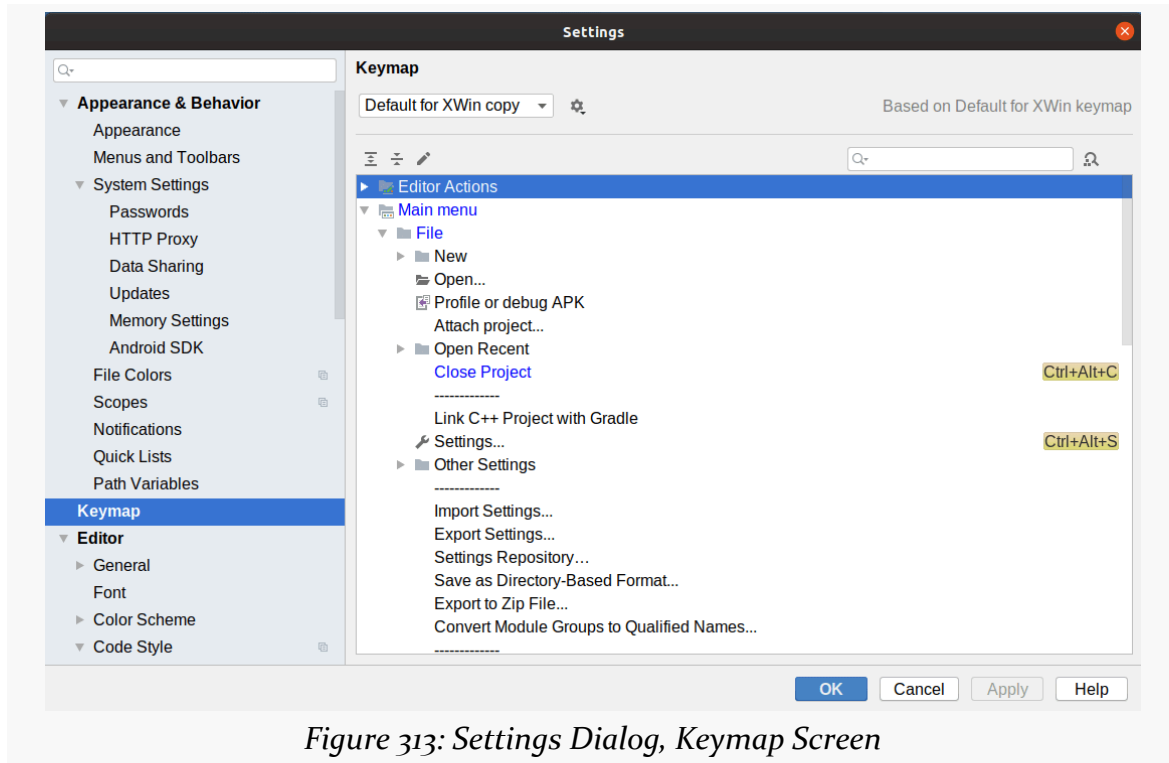 Settings
Appearance & Behavior
Appearance
Menus and Toolbars
System Settings
Passwords
HTTP Proxy
Data Sharing
Updates
Memory Settings
Android SDK
File Colors
Scopes
Notifications
Quick Lists
Path Variables
Keymap
Editor
General
Font
Color Scheme
Code Style
Keymap
Default for XWin copy
Based on Default for XWin keymap
Editor Actions
Main menu
File
New
Open...
Profile or debug APK
Attach project...
Open Recent
Close Project Ctrl+Alt+C
-------------
Link C++ Project with Gradle
Settings... Ctrl+Alt+S
Other Settings
-------------
Import Settings...
Export Settings...
Settings Repository…
Save as Directory-Based Format...
Export to Zip File...
Convert Module Groups to Qualified Names...
-------------
OK Cancel Apply Help
Figure 313: Settings Dialog, Keymap Screen